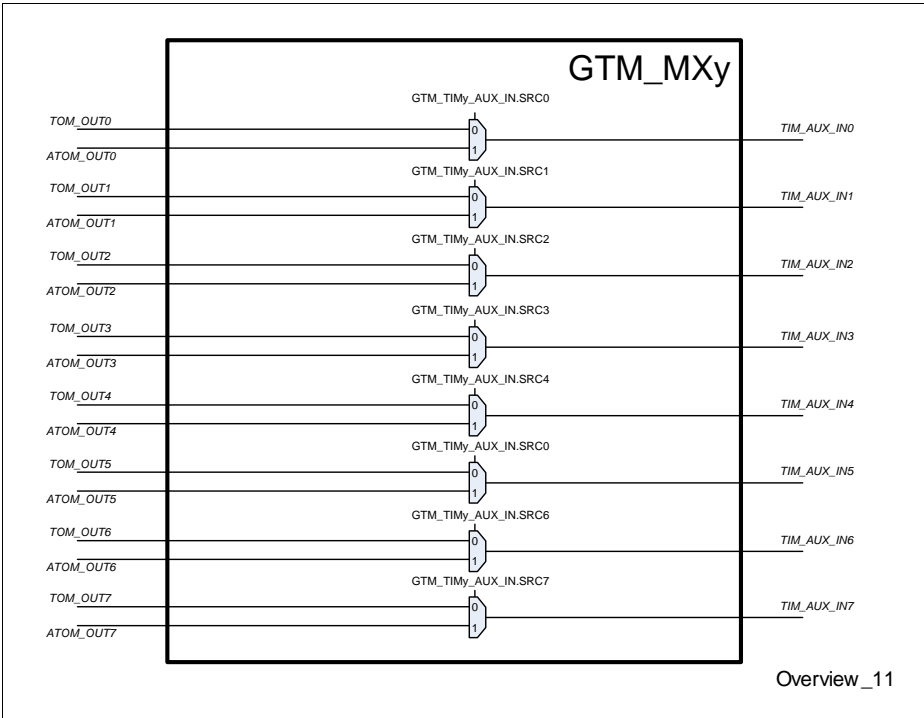 GTM_MXy
GTM_TIMy_AUX_IN.SRC0
TOM_OUT0
0
TIM_AUX_IN0
1
ATOM_OUT0
GTM_TIMy_AUX_IN.SRC1
TOM_OUT1
0
TIM_AUX_IN1
1
ATOM_OUT1
GTM_TIMy_AUX_IN.SRC2
TOM_OUT2
0
TIM_AUX_IN2
1
ATOM_OUT2
GTM_TIMy_AUX_IN.SRC3
TOM_OUT3
0
TIM_AUX_IN3
1
ATOM_OUT3
GTM_TIMy_AUX_IN.SRC4
TOM_OUT4
0
TIM_AUX_IN4
1
ATOM_OUT4
GTM_TIMy_AUX_IN.SRC0
TOM_OUT5
0
TIM_AUX_IN5
1
ATOM_OUT5
GTM_TIMy_AUX_IN.SRC6
TOM_OUT6
0
TIM_AUX_IN6
1
ATOM_OUT6
GTM_TIMy_AUX_IN.SRC7
TOM_OUT7
0
TIM_AUX_IN7
1
ATOM_OUT7
Overview_11